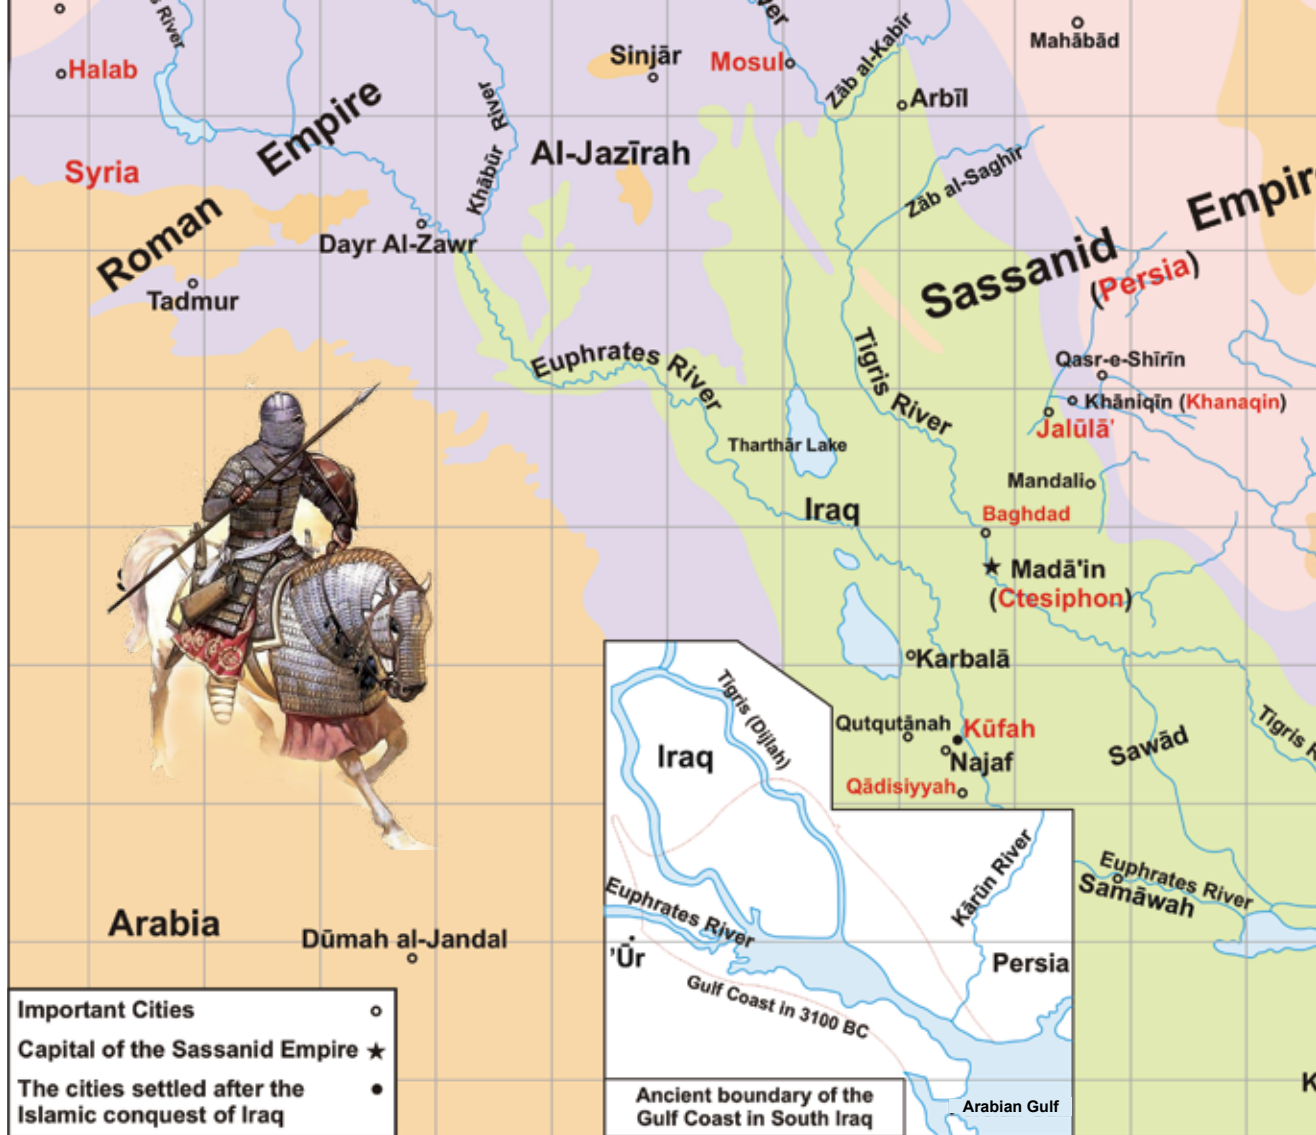 s River
Halab
Syria
Roman
Empire
Tadmur
Dayr Al-Zawr
Khābūr River
Sinjār
Mosul
Al-Jazīrah
Zāb al-Kabīr
Arbīl
Mahābād
Zāb al-Saghīr
Sassanid
(Persia)
Euphrates River
Tigris River
Qasr-e-Shīrīn
Khāniqīn (Khanaqin)
Jalūlā'
Tharthār Lake
Mandali
Iraq
Baghdad
Madā'in
(Ctesiphon)
Karbalā
Qutqutānah
Kūfah
Najaf
Qādisiyyah
Sawād
Euphrates River
Samāwah
Arabia
Dūmah al-Jandal
Iraq
Tigris (Dijlah)
Euphrates River
'Ūr
Kārūn River
Persia
Gulf Coast in 3100 BC
Arabian Gulf
Ancient boundary of the
Gulf Coast in South Iraq
Important Cities
Capital of the Sassanid Empire
The cities settled after the
Islamic conquest of Iraq